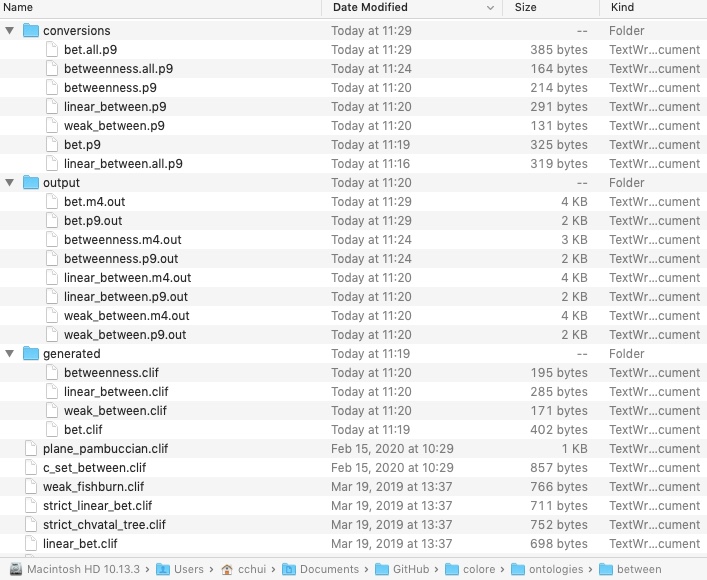 Name Date Modified Size Kind
conversions Today at 11:29 -- Folder
bet.all.p9 Today at 11:29 385 bytes TextWr...cument
betweenness.all.p9 Today at 11:24 164 bytes TextWr...cument
betweenness.p9 Today at 11:20 214 bytes TextWr...cument
linear_between.p9 Today at 11:20 291 bytes TextWr...cument
weak_between.p9 Today at 11:20 131 bytes TextWr...cument
bet.p9 Today at 11:19 325 bytes TextWr...cument
linear_between.all.p9 Today at 11:16 319 bytes TextWr...cument
output Today at 11:20 -- Folder
bet.m4.out Today at 11:29 4 KB TextWr...cument
bet.p9.out Today at 11:29 2 KB TextWr...cument
betweenness.m4.out Today at 11:24 3 KB TextWr...cument
betweenness.p9.out Today at 11:24 2 KB TextWr...cument
linear_between.m4.out Today at 11:20 4 KB TextWr...cument
linear_between.p9.out Today at 11:20 2 KB TextWr...cument
weak_between.m4.out Today at 11:20 4 KB TextWr...cument
weak_between.p9.out Today at 11:20 2 KB TextWr...cument
generated Today at 11:19 -- Folder
betweenness.clif Today at 11:20 195 bytes TextWr...cument
linear_between.clif Today at 11:20 285 bytes TextWr...cument
weak_between.clif Today at 11:20 171 bytes TextWr...cument
bet.clif Today at 11:19 402 bytes TextWr...cument
plane_pambuccian.clif Feb 15, 2020 at 10:29 1 KB TextWr...cument
c_set_between.clif Feb 15, 2020 at 10:29 857 bytes TextWr...cument
weak_fishburn.clif Mar 19, 2019 at 13:37 766 bytes TextWr...cument
strict_linear_bet.clif Mar 19, 2019 at 13:37 711 bytes TextWr...cument
strict_chvatal_tree.clif Mar 19, 2019 at 13:37 752 bytes TextWr...cument
linear_bet.clif Mar 19, 2019 at 13:37 698 bytes TextWr...cument
Macintosh HD 10.13.3 › Users › cchui › Documents › GitHub › colore › ontologies › between